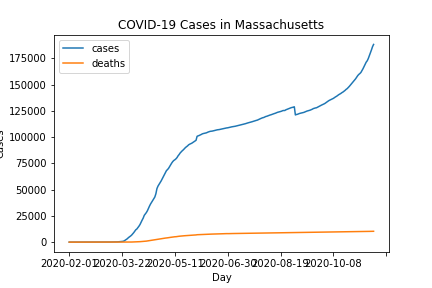 COVID-19 Cases in Massachusetts
cases
deaths
175000
150000
125000
100000
75000
50000
25000
0
cases
2020-02-01 2020-03-22 2020-05-11 2020-06-30 2020-08-19 2020-10-08
Day